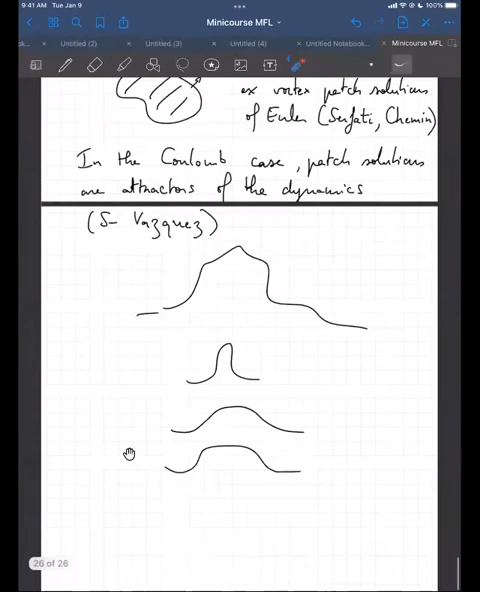 9:41 AM Tue Jan 9
100%
Minicourse MFL
Untitled (2)
Untitled (3)
Untitled (4)
Untitled Notebook...
Minicourse MFL
ex vortex patch solutions
of Euler (Serfati, Chemin)
In the Coulomb case, patch solutions
are attractors of the dynamics
(S- Vazquez)
26 of 26